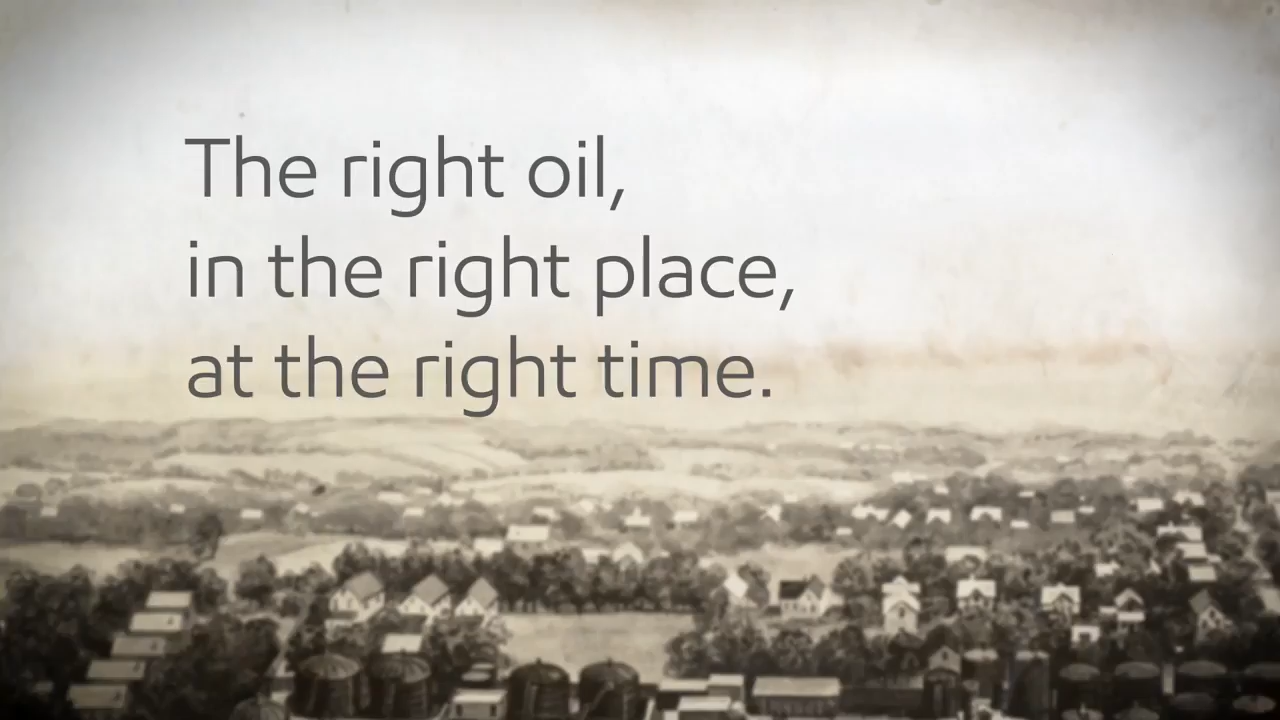 The right oil,
in the right place,
at the right time.